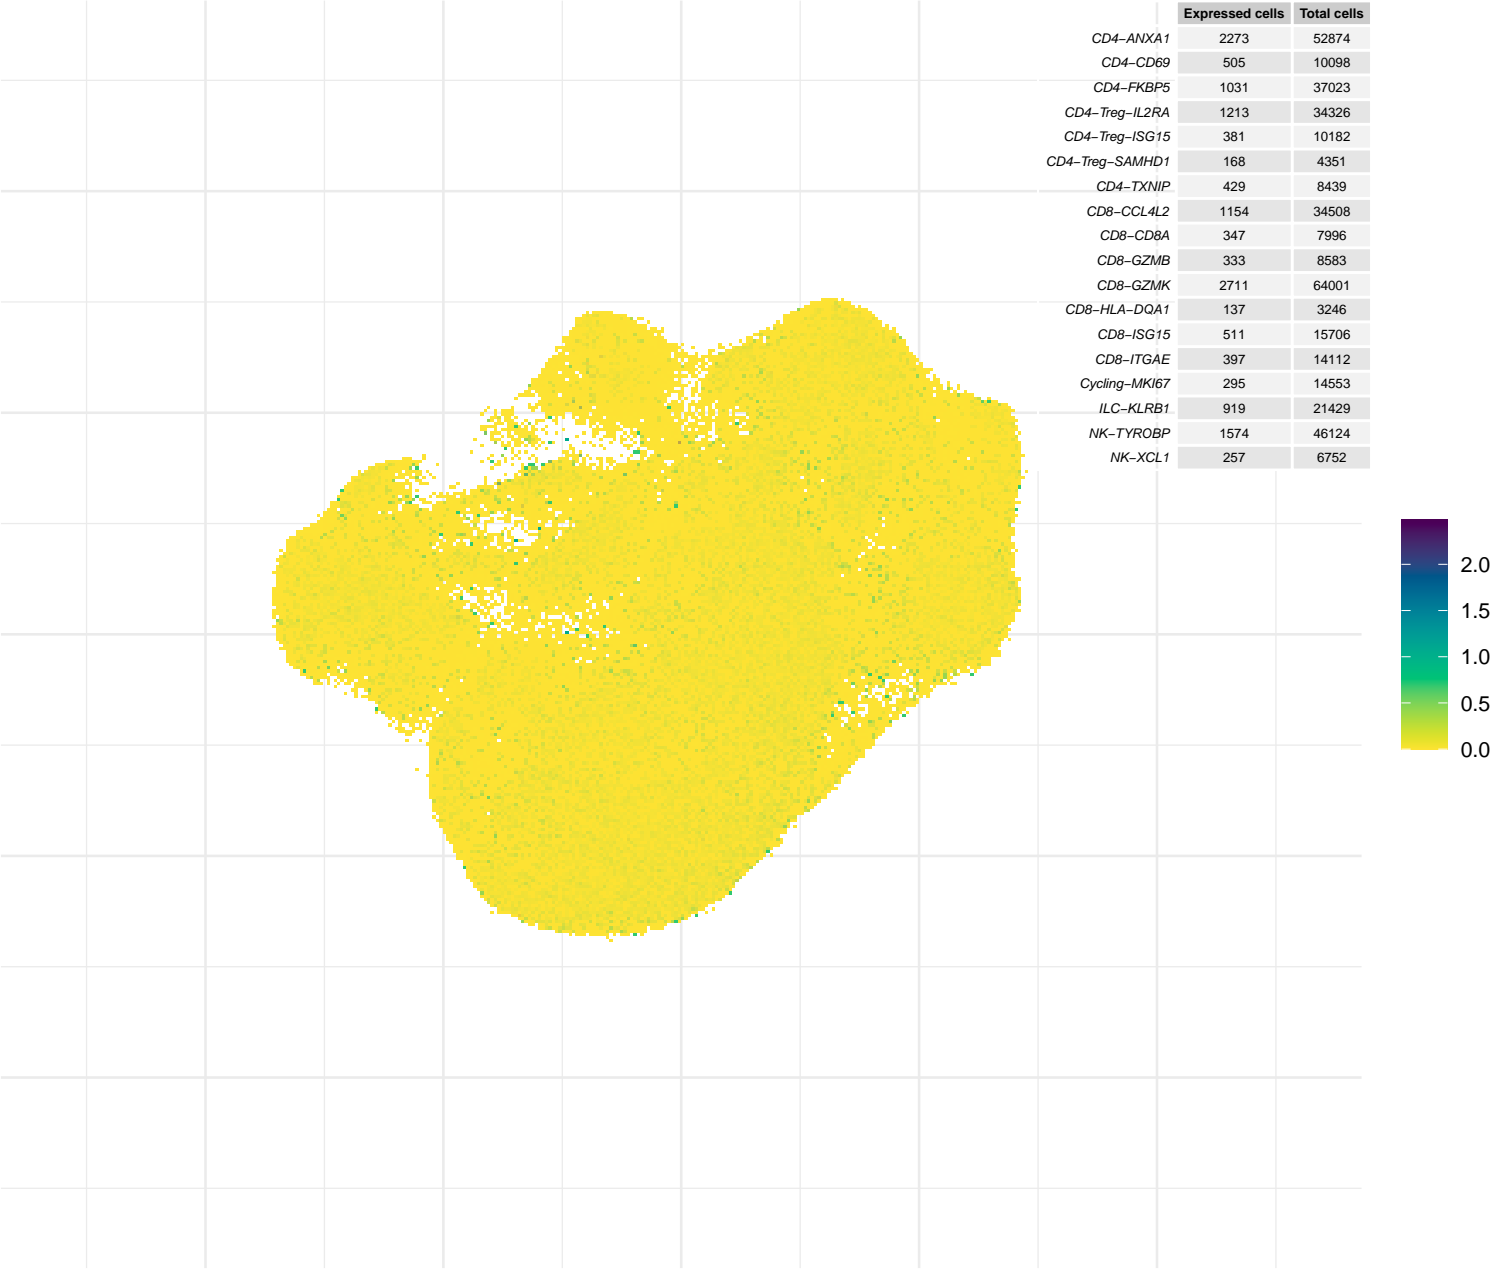 Expressed cells Total cells
CD4−ANXA1 2273 52874
CD4−CD69 505 10098
CD4−FKBP5 1031 37023
CD4−Treg−IL2RA 1213 34326
CD4−Treg−ISG15 381 10182
CD4−Treg−SAMHD1 168 4351
CD4−TXNIP 429 8439
CD8−CCL4L2 1154 34508
CD8−CD8A 347 7996
CD8−GZMB 333 8583
CD8−GZMK 2711 64001
CD8−HLA−DQA1 137 3246
CD8−ISG15 511 15706
CD8−ITGAE 397 14112
Cycling−MKI67 295 14553
ILC−KLRB1 919 21429
NK−TYROBP 1574 46124
NK−XCL1 257 6752
2.0
1.5
1.0
0.5
0.0